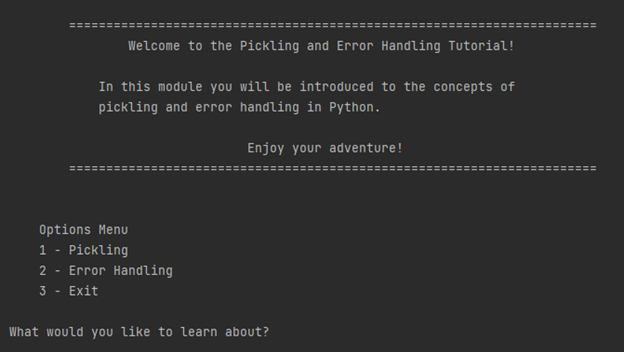 =======================================================================
Welcome to the Pickling and Error Handling Tutorial!
In this module you will be introduced to the concepts of
pickling and error handling in Python.
Enjoy your adventure!
=======================================================================
Options Menu
1 - Pickling
2 - Error Handling
3 - Exit
What would you like to learn about?